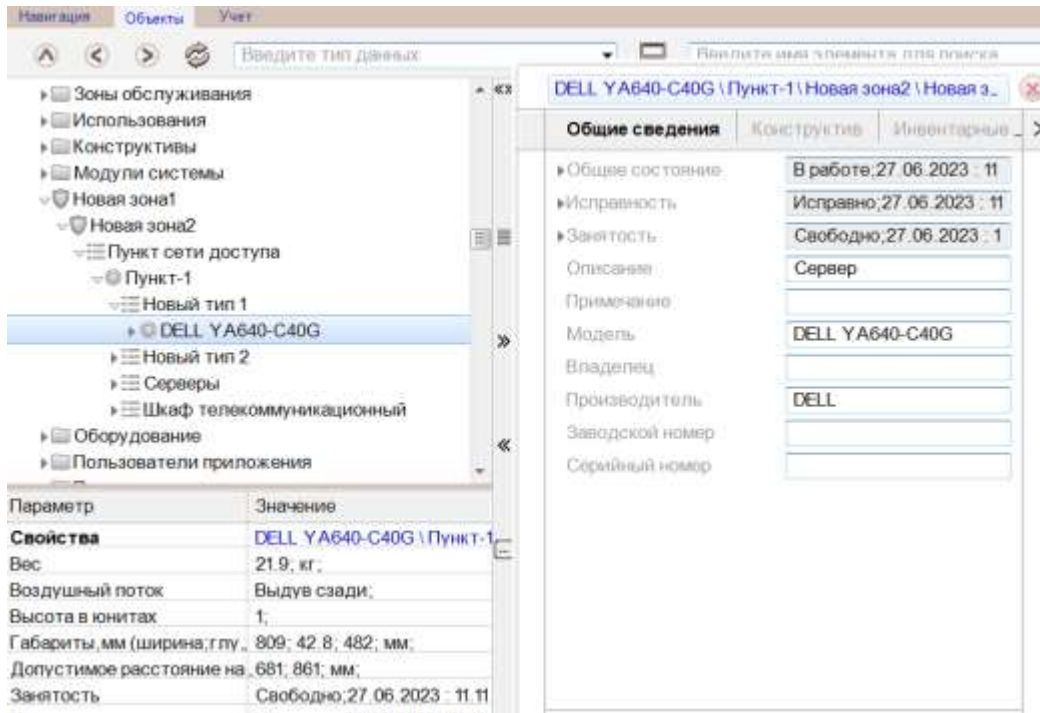 Навигация Объекты Учет
Введите тип данных
Введите имя элемента для поиска
Зоны обслуживания
Использования
Конструктивы
Модули системы
Новая зона1
Новая зона2
Пункт сети доступа
Пункт-1
Новый тип 1
DELL YA640-C40G
Новый тип 2
Серверы
Шкаф телекоммуникационный
Оборудование
Пользователи приложения
Параметр Значение
Свойства DELL YA640-C40G \ Пункт-1
Вес 21.9; кг;
Воздушный поток Выдув сзади;
Высота в юнитах 1;
Габариты,мм (ширина;глу... 809; 42.8; 482; мм;
Допустимое расстояние на... 681; 861; мм;
Занятость Свободно;27.06.2023 : 11.11
DELL YA640-C40G \ Пункт-1 \ Новая зона2 \ Новая з...
Общие сведения Конструктив Инвентарные ...
Общее состояние В работе;27.06.2023 : 11
Исправность Исправно;27.06.2023 : 11
Занятость Свободно;27.06.2023 : 1
Описание Сервер
Примечание
Модель DELL YA640-C40G
Владелец
Производитель DELL
Заводской номер
Серийный номер